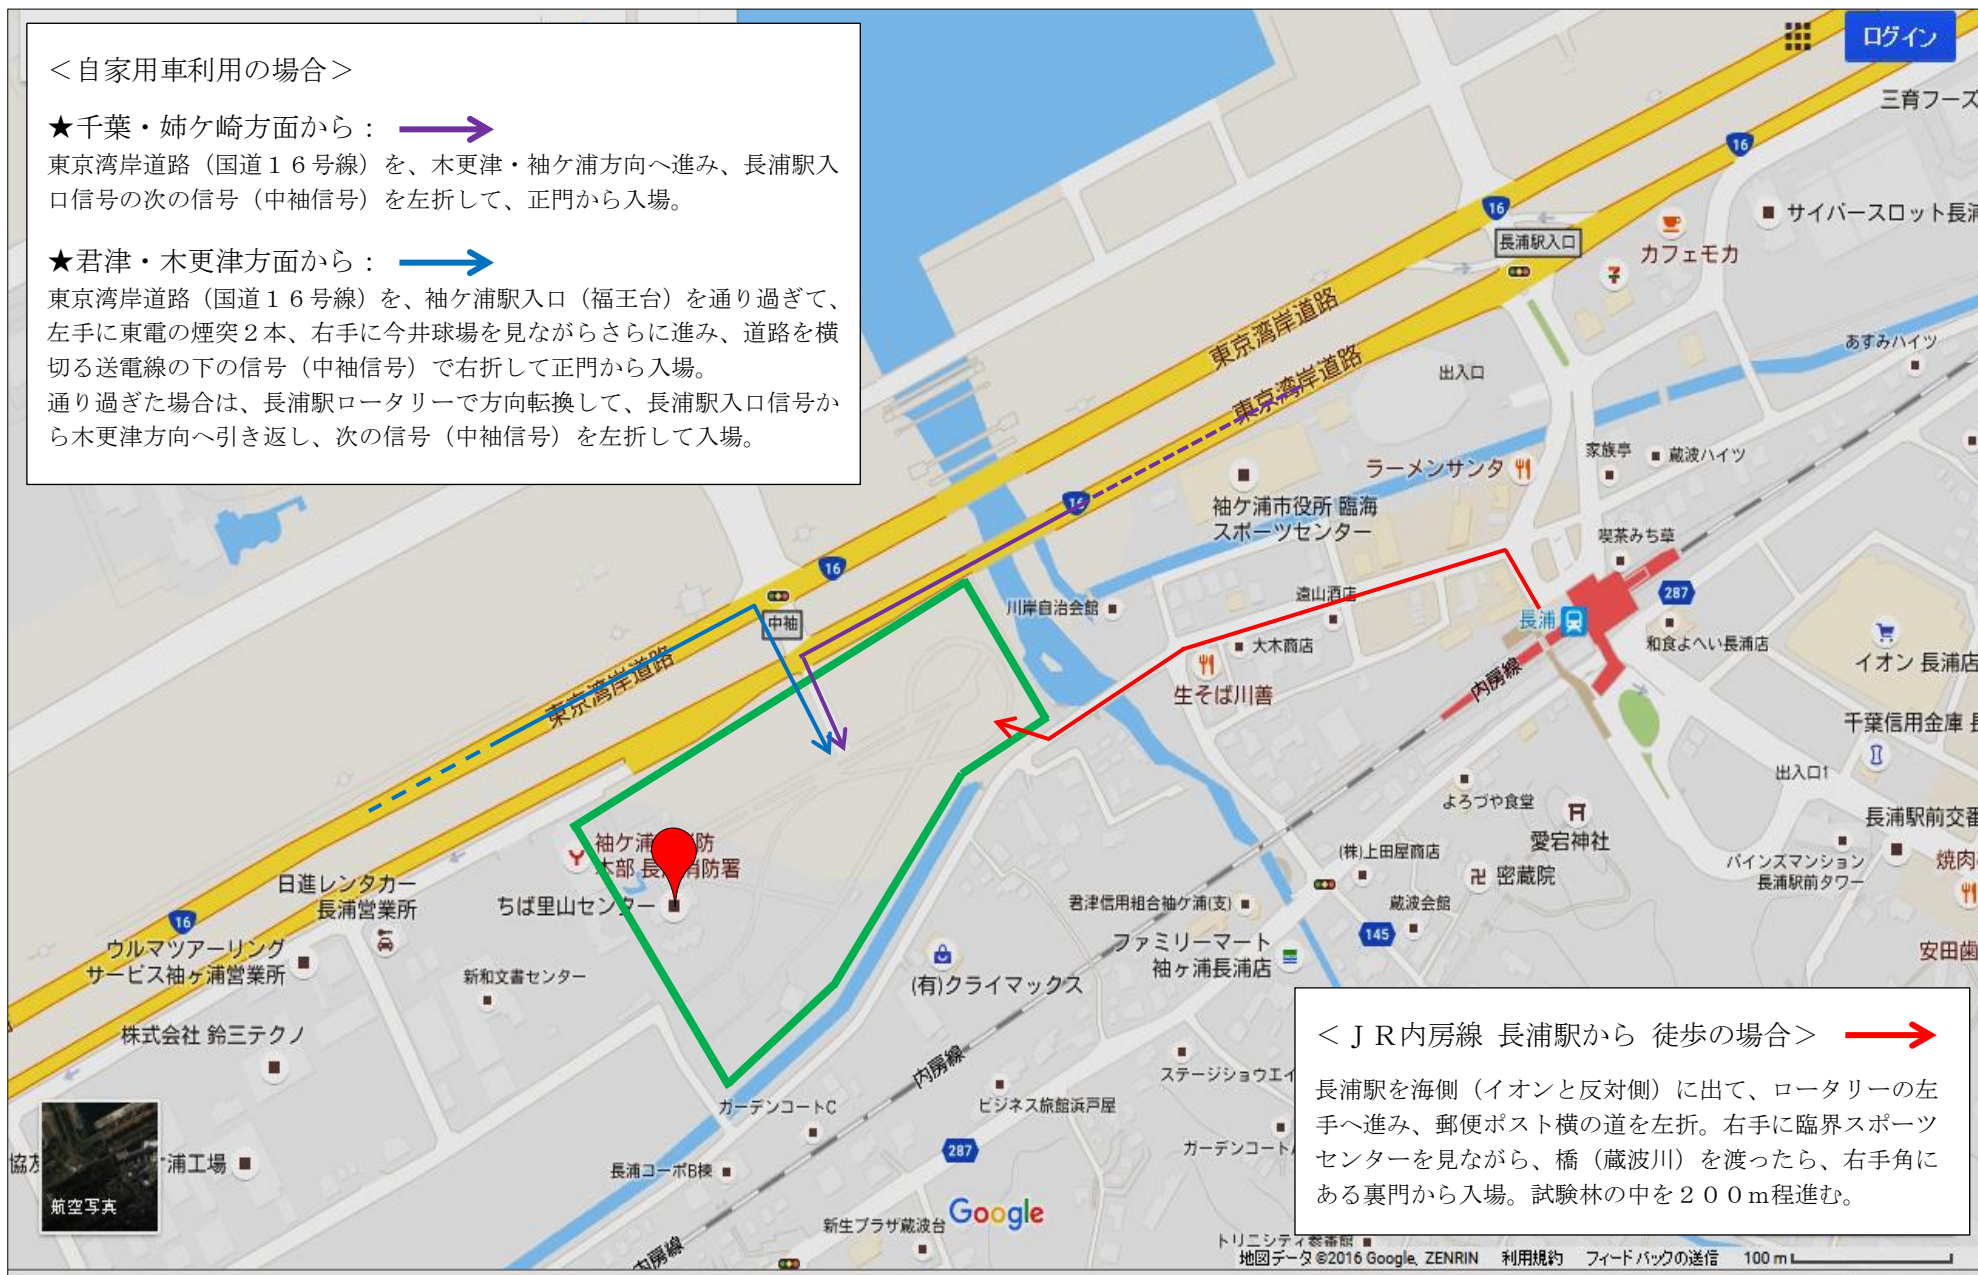 ＜自家用車利用の場合＞
★千葉・姉ケ崎方面から：
東京湾岸道路（国道１６号線）を、木更津・袖ケ浦方向へ進み、長浦駅入
口信号の次の信号（中袖信号）を左折して、正門から入場。
★君津・木更津方面から：
東京湾岸道路（国道１６号線）を、袖ケ浦駅入口（福王台）を通り過ぎて、
左手に東電の煙突２本、右手に今井球場を見ながらさらに進み、道路を横
切る送電線の下の信号（中袖信号）で右折して正門から入場。
通り過ぎた場合は、長浦駅ロータリーで方向転換して、長浦駅入口信号か
ら木更津方向へ引き返し、次の信号（中袖信号）を左折して入場。
ログイン
三育フーズ
16
サイバースロット長浦
16
長浦駅入口
カフェモカ
東京湾岸道路
東京湾岸道路
出入口
あすみハイツ
家族亭
蔵波ハイツ
ラーメンサンタ
袖ケ浦市役所 臨海
スポーツセンター
16
喫茶みち草
16
287
遠山酒店
川岸自治会館
中袖
長浦
大木商店
和食よへい長浦店
イオン 長浦店
生そば川善
内房線
東京湾岸道路
千葉信用金庫
出入口1
よろづや食堂
愛宕神社
長浦駅前交番
袖ケ浦
消防
本部 長
消防署
(株)上田屋商店
パインズマンション
長浦駅前タワー
焼肉
密蔵院
日進レンタカー
長浦営業所
ちば里山センター
君津信用組合袖ケ浦(支)
蔵波会館
16
145
ファミリーマート
袖ヶ浦長浦店
安田歯
ウルマツアーリング
サービス袖ヶ浦営業所
新和文書センター
(有)クライマックス
株式会社 鈴三テクノ
内房線
ステージショウエイ
ビジネス旅館浜戸屋
ガーデンコートC
287
ガーデンコート
協友
浦工場
長浦コーポB棟
航空写真
新生プラザ蔵波台
Google
内房線
トリニシティ参番館
＜ＪＲ内房線 長浦駅から 徒歩の場合＞
長浦駅を海側（イオンと反対側）に出て、ロータリーの左
手へ進み、郵便ポスト横の道を左折。右手に臨界スポーツ
センターを見ながら、橋（蔵波川）を渡ったら、右手角に
ある裏門から入場。試験林の中を２００ｍ程進む。
地図データ ©2016 Google, ZENRIN 利用規約 フィードバックの送信 100 m